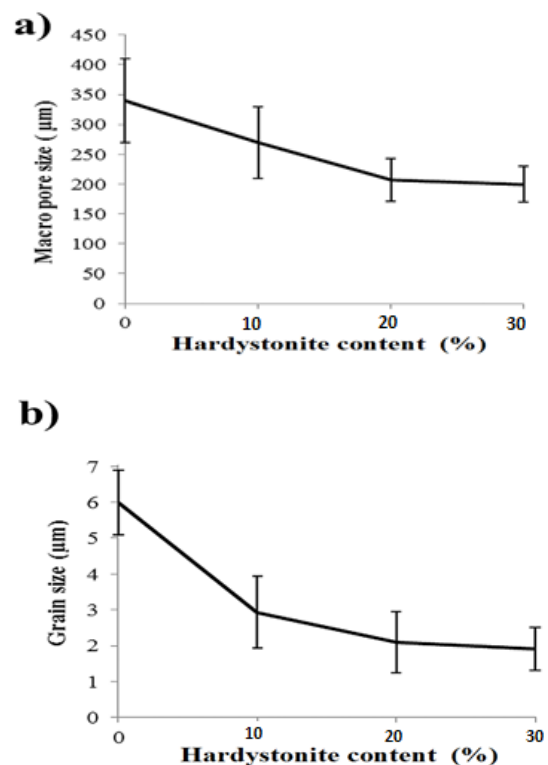 a)
Macro pore size ( µm)
450
400
350
300
250
200
150
100
50
0
0 10 20 30
Hardystonite content (%)
b)
Grain size (µm)
7
6
5
4
3
2
1
0
0 10 20 30
Hardystonite content (%)